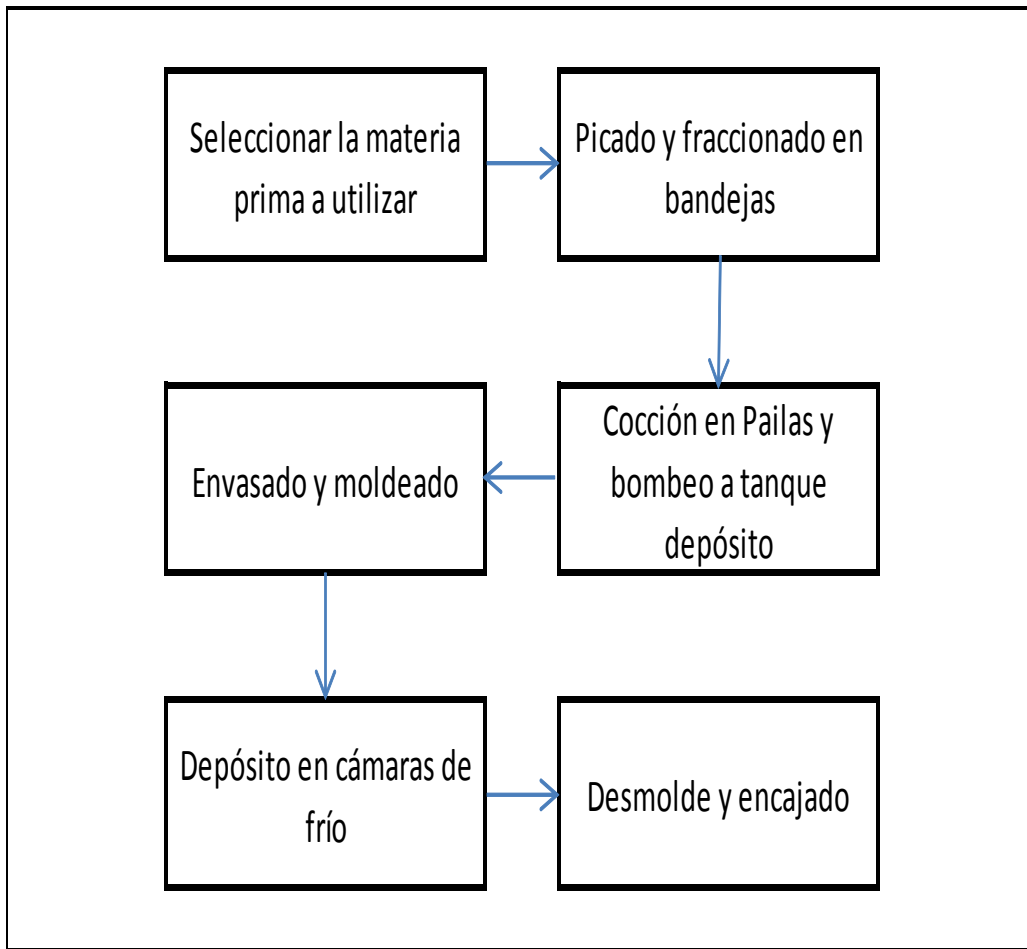 Seleccionar la materia
prima a utilizar
Picado y fraccionado en
bandejas
Cocción en Pailas y
bombeo a tanque
depósito
Envasado y moldeado
Depósito en cámaras de
frío
Desmolde y encajado